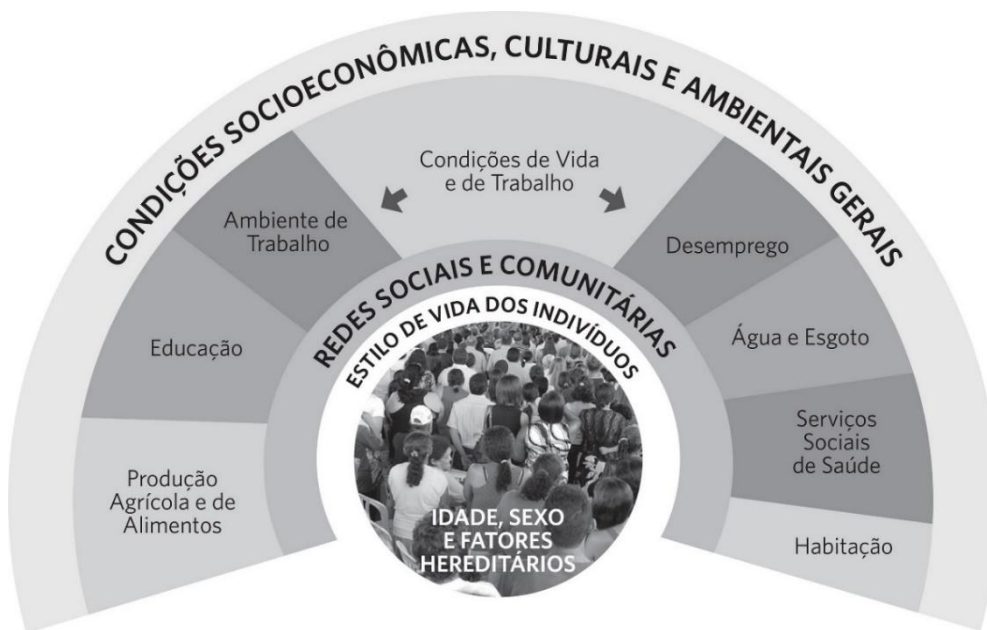 CONDIÇÕES SOCIOECONÔMICAS, CULTURAIS E AMBIENTAIS GERAIS
Condições de Vida
e de Trabalho
Ambiente de
Trabalho
Desemprego
Educação
Água e Esgoto
Produção
Agrícola e de
Alimentos
Serviços
Sociais
de Saúde
Habitação
REDES SOCIAIS E COMUNITÁRIAS
ESTILO DE VIDA DOS INDIVÍDUOS
IDADE, SEXO
E FATORES
HEREDITÁRIOS